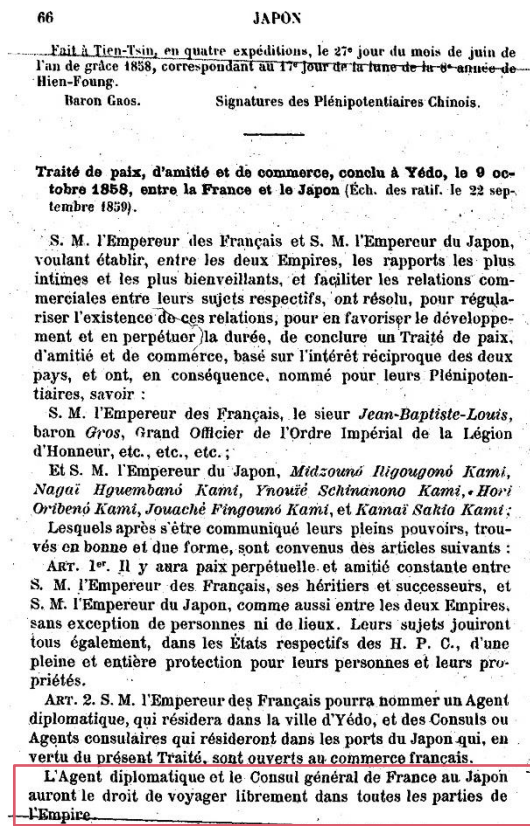 66 JAPON
Fait à Tien-Tsin, en quatre expéditions, le 27e jour du mois de juin de
l'an de grâce 1858, correspondant au 17e jour de la lune de la 8e année de
Hien-Foung.
Baron Gaos. Signatures des Plénipotentiaires Chinois.
Traité de paix, d'amitié et de commerce, conclu à Yédo, le 9 oc-
tobre 1858, entre la France et le Japon (Éch. des ratif. le 22 sep-
tembre 1859).
S. M. l'Empereur des Français et S. M. l'Empereur du Japon,
voulant établir, entre les deux Empires, les rapports les plus
intimes et les plus bienveillants, et faciliter les relations com-
merciales entre leurs sujets respectifs, ont résolu, pour régula-
riser l'existence de ces relations, pour en favoriser le développe-
ment et en perpétuer la durée, de conclure un Traité de paix,
d'amitié et de commerce, basé sur l'intérêt réciproque des deux
pays, et ont, en conséquence, nommé pour leurs Plénipoten-
tiaires, savoir :
S. M. l'Empereur des Français, le sieur Jean-Baptiste-Louis,
baron Gros, Grand Officier de l'Ordre Impérial de la Légion
d'Honneur, etc., etc., etc. ;
Et S. M. l'Empereur du Japon, Midzounó Iligougonó Kami,
Nagaï Hguembanó Kami, Ynouïé Schinanono Kami, Hori
Oribenó Kami, Jouaché Fingounó Kami, et Kamaï Sakio Kami ;
Lesquels après s'être communiqué leurs pleins pouvoirs, trou-
vés en bonne et due forme, sont convenus des articles suivants :
ART. 1er. Il y aura paix perpétuelle et amitié constante entre
S. M. l'Empereur des Français, ses héritiers et successeurs, et
S. M. l'Empereur du Japon, comme aussi entre les deux Empires,
sans exception de personnes ni de lieux. Leurs sujets jouiront
tous également, dans les États respectifs des H. P. C., d'une
pleine et entière protection pour leurs personnes et leurs pro-
priétés.
ART. 2. S. M. l'Empereur des Français pourra nommer un Agent
diplomatique, qui résidera dans la ville d'Yédo, et des Consuls ou
Agents consulaires qui résideront dans les ports du Japon qui, en
vertu du présent Traité, sont ouverts au commerce français.
L'Agent diplomatique et le Consul général de France au Japon
auront le droit de voyager librement dans toutes les parties de
l'Empire.